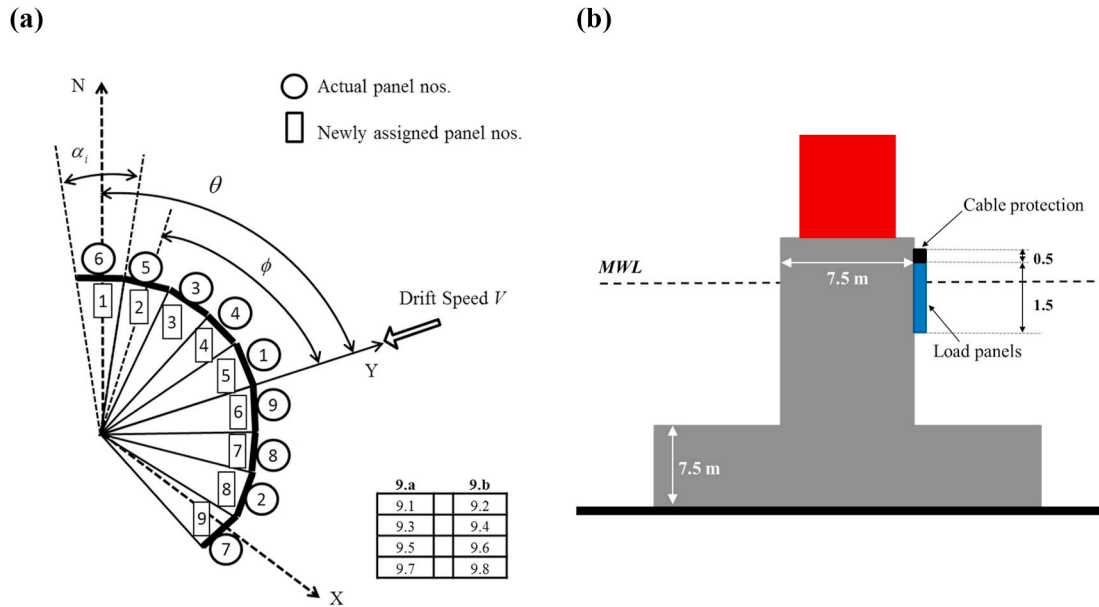 (a)
N
Actual panel nos.
Newly assigned panel nos.
α i
θ
ϕ
Drift Speed V
Y
X
6
5
3
4
1
9
8
2
7
1
2
3
4
5
6
7
8
9
9.a 9.b
9.1 9.2
9.3 9.4
9.5 9.6
9.7 9.8
(b)
Cable protection
MWL
0.5
7.5 m
1.5
Load panels
7.5 m